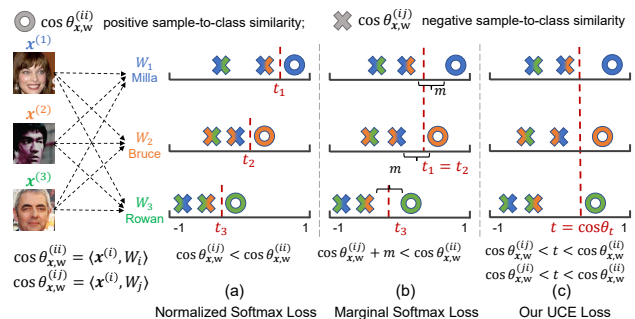 cos θ_{x,w}^{(ii)} positive sample-to-class similarity; cos θ_{x,w}^{(ij)} negative sample-to-class similarity
x^{(1)}
W_1
Milla
t_1
m
x^{(2)}
W_2
Bruce
t_2
m
t_1 = t_2
x^{(3)}
W_3
Rowan
-1 t_3 1
-1 t_3 1
-1 t = cosθ_t 1
cos θ_{x,w}^{(ii)} = ⟨x^{(i)}, W_i⟩
cos θ_{x,w}^{(ij)} = ⟨x^{(i)}, W_j⟩
cos θ_{x,w}^{(ij)} < cos θ_{x,w}^{(ii)}
cos θ_{x,w}^{(ij)} + m < cos θ_{x,w}^{(ii)}
cos θ_{x,w}^{(ij)} < t < cos θ_{x,w}^{(ii)}
cos θ_{x,w}^{(ji)} < t < cos θ_{x,w}^{(ii)}
(a)
Normalized Softmax Loss
(b)
Marginal Softmax Loss
(c)
Our UCE Loss